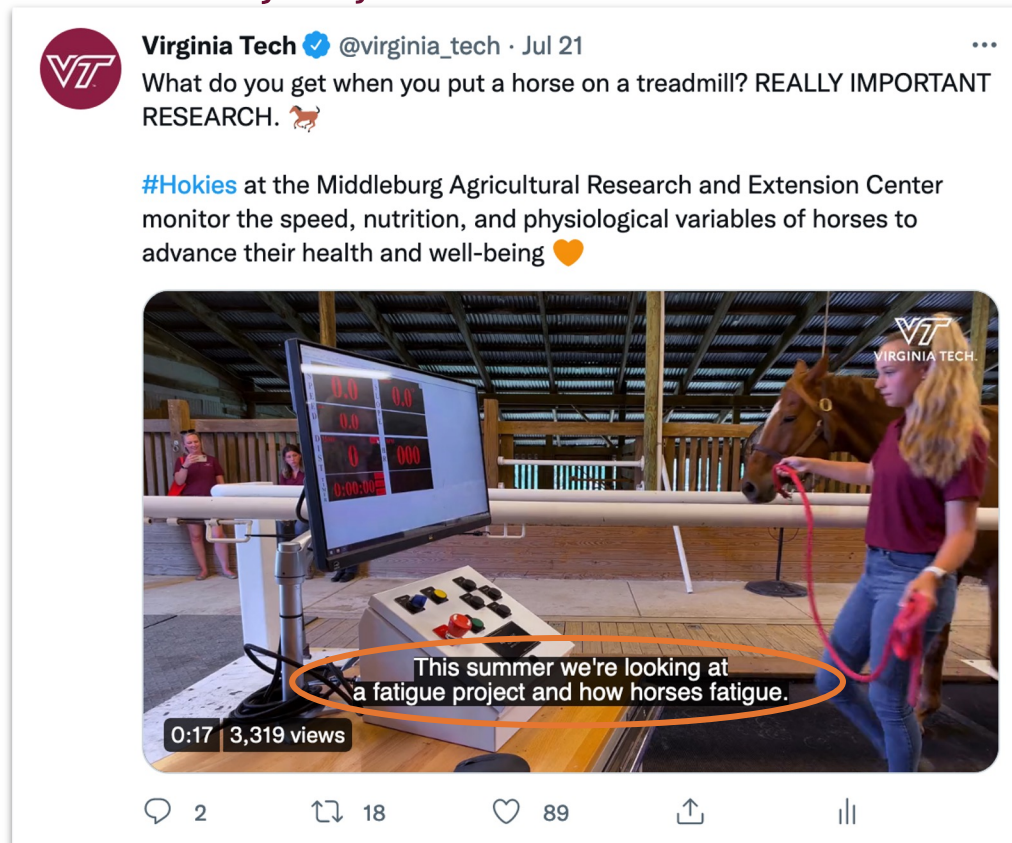 Virginia Tech @virginia_tech · Jul 21
What do you get when you put a horse on a treadmill? REALLY IMPORTANT
RESEARCH. 🐎
#Hokies at the Middleburg Agricultural Research and Extension Center
monitor the speed, nutrition, and physiological variables of horses to
advance their health and well-being 🧡
VT
VIRGINIA TECH.
0.0
0.0
0.0
0
000
0:00:00
This summer we're looking at
a fatigue project and how horses fatigue.
0:17 3,319 views
2 18 89